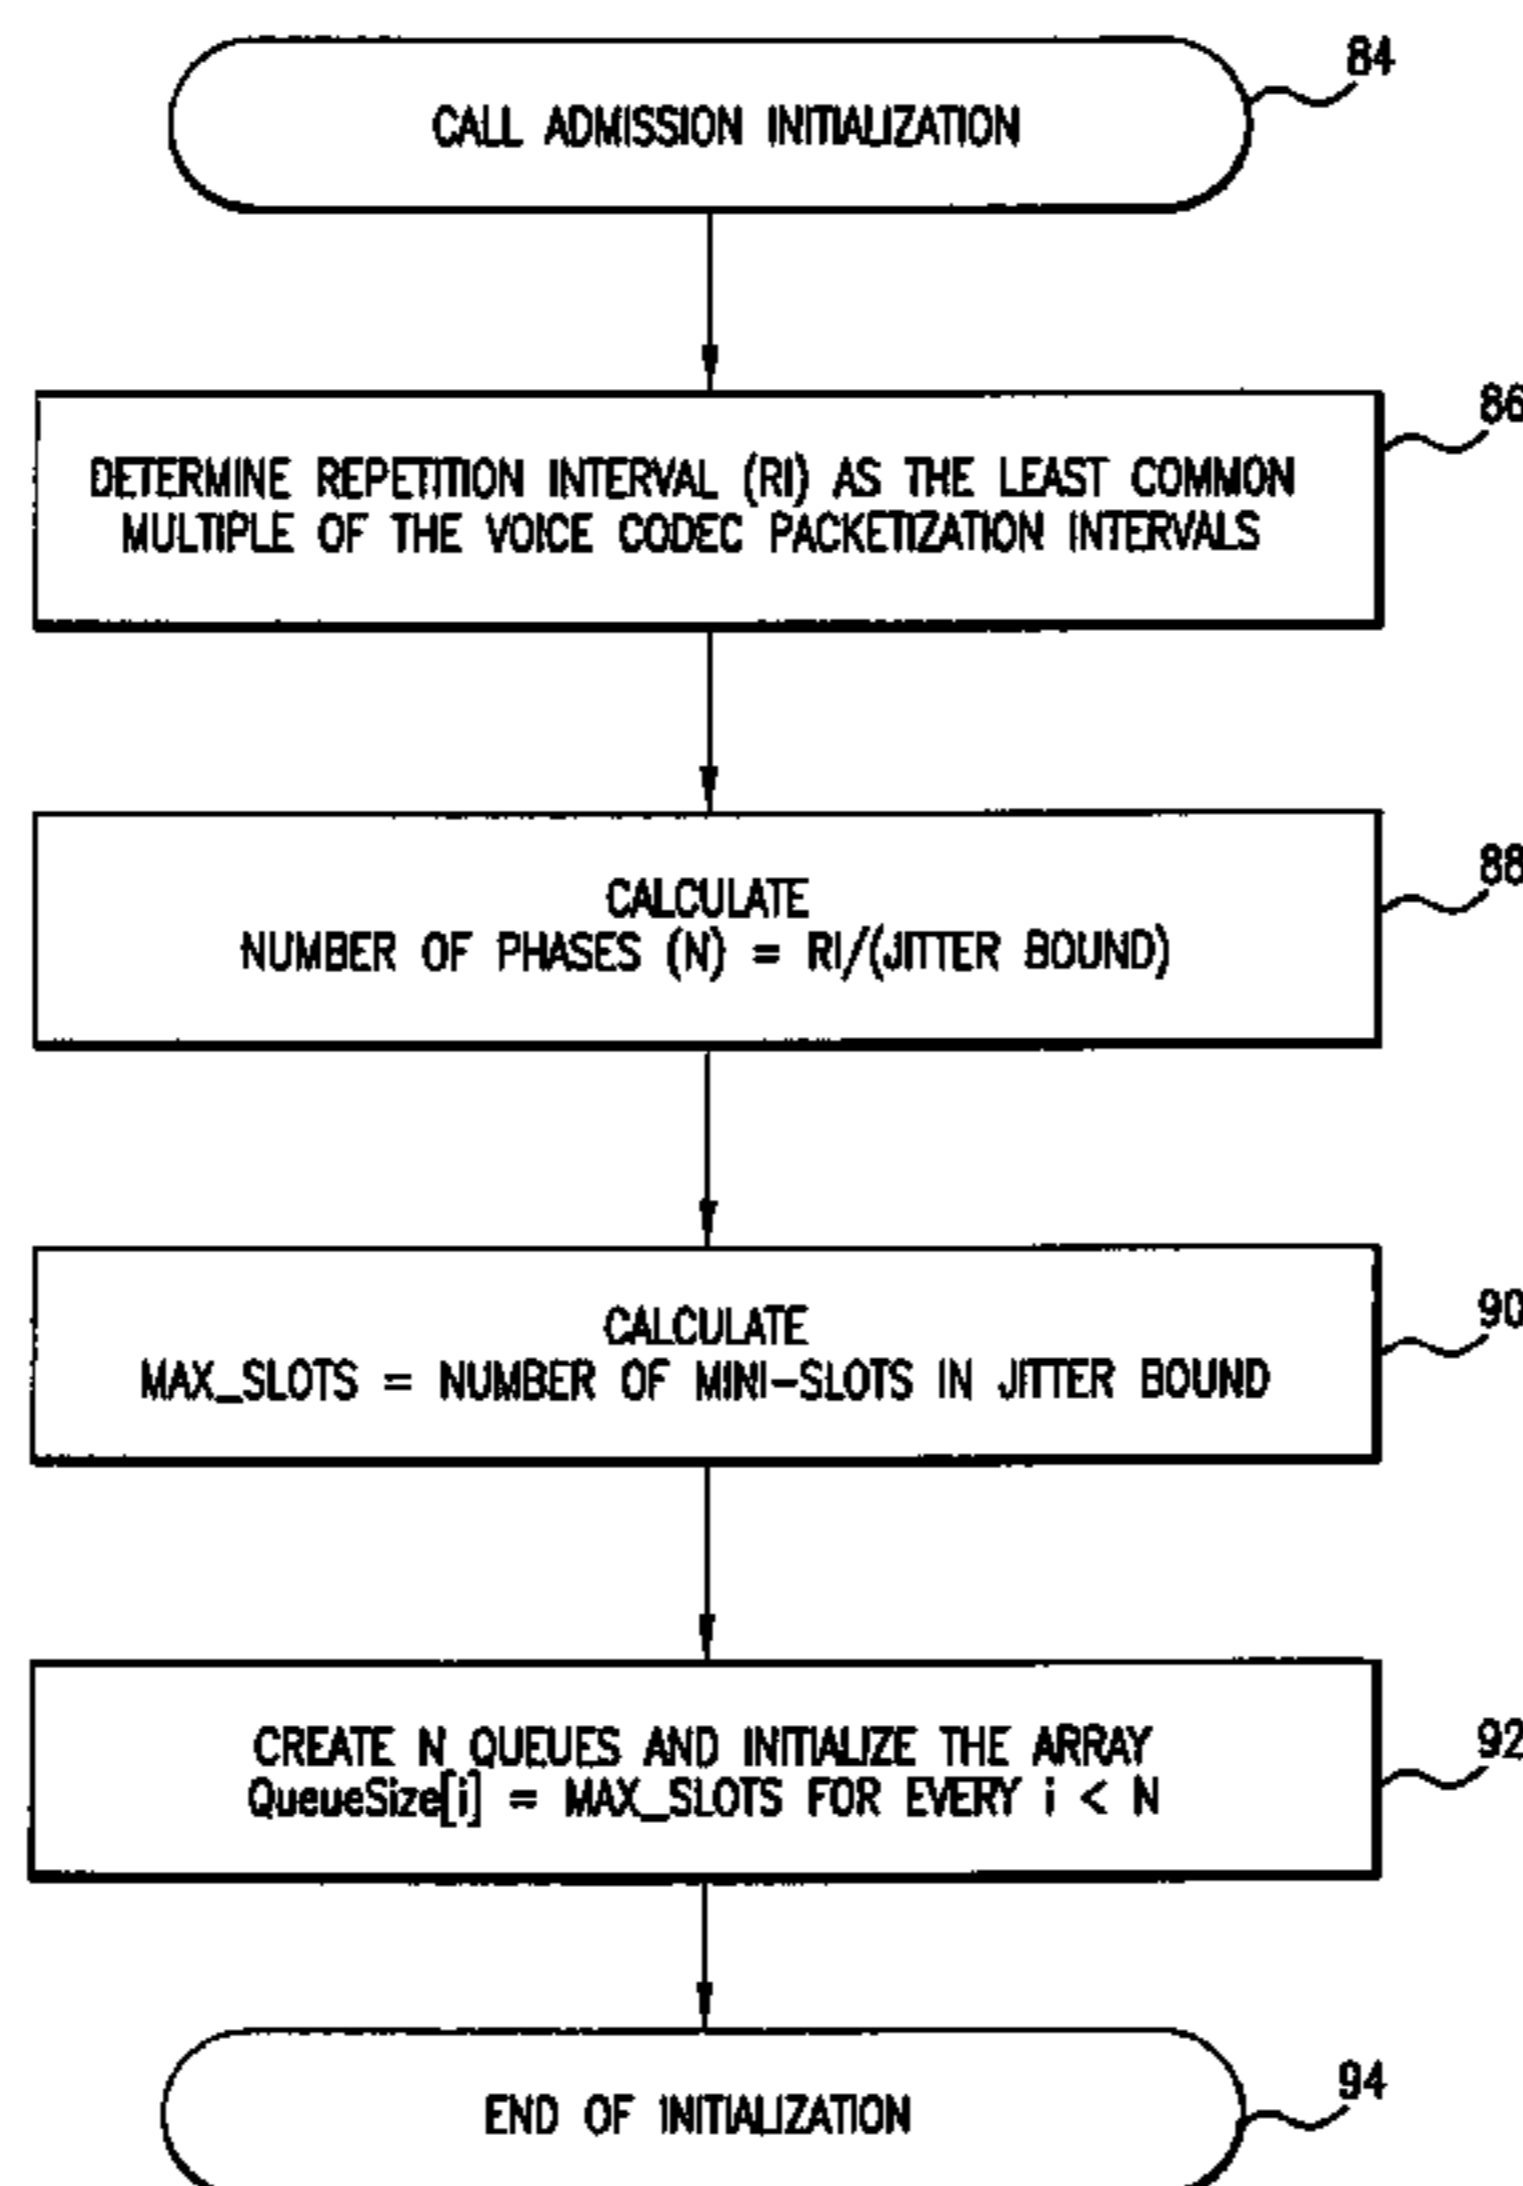 CALL ADMISSION INITIALIZATION
84
DETERMINE REPETITION INTERVAL (RI) AS THE LEAST COMMON
MULTIPLE OF THE VOICE CODEC PACKETIZATION INTERVALS
86
CALCULATE
NUMBER OF PHASES (N) = RI/(JITTER BOUND)
88
CALCULATE
MAX_SLOTS = NUMBER OF MINI-SLOTS IN JITTER BOUND
90
CREATE N QUEUES AND INITIALIZE THE ARRAY
QueueSize[i] = MAX_SLOTS FOR EVERY i < N
92
END OF INITIALIZATION
94